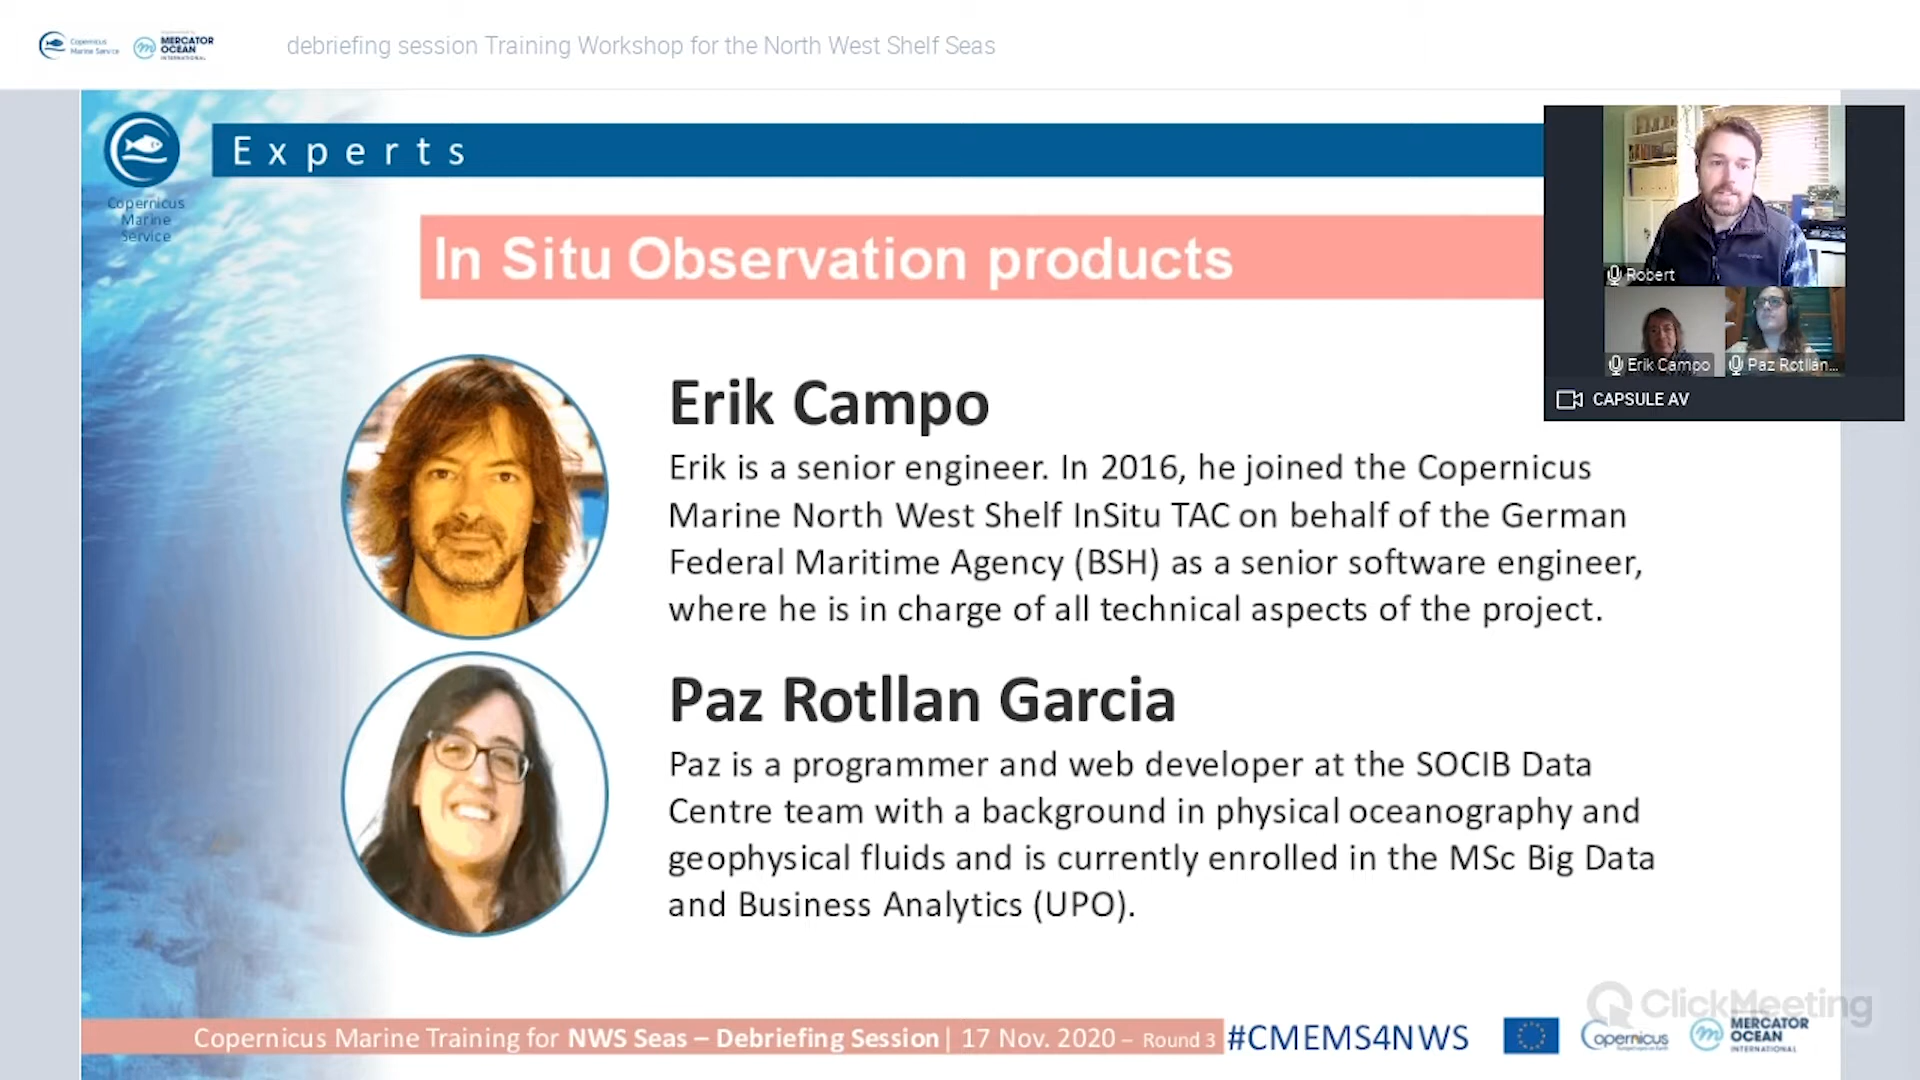 Copernicus
Marine Service
MERCATOR
OCEAN
INTERNATIONAL
debriefing session Training Workshop for the North West Shelf Seas
Copernicus
Marine
Service
Experts
In Situ Observation products
Robert
Erik Campo
Paz Rotllán...
CAPSULE AV
Erik Campo
Erik is a senior engineer. In 2016, he joined the Copernicus
Marine North West Shelf InSitu TAC on behalf of the German
Federal Maritime Agency (BSH) as a senior software engineer,
where he is in charge of all technical aspects of the project.
Paz Rotllan Garcia
Paz is a programmer and web developer at the SOCIB Data
Centre team with a background in physical oceanography and
geophysical fluids and is currently enrolled in the MSc Big Data
and Business Analytics (UPO).
ClickMeeting
Copernicus Marine Training for NWS Seas – Debriefing Session | 17 Nov. 2020 – Round 3
#CMEMS4NWS
opernicus
MERCATOR
OCEAN
INTERNATIONAL